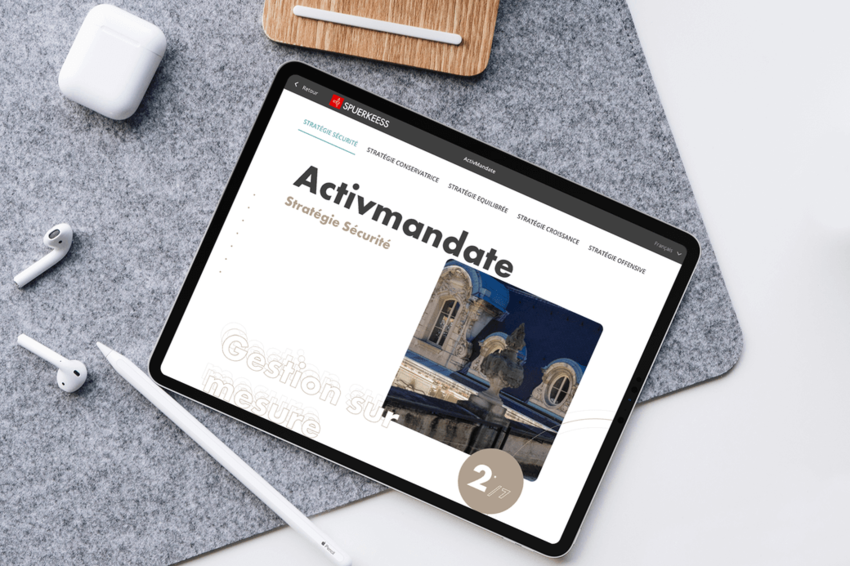 Retour
SPUERKEESS
ActivMandate
Français
STRATÉGIE SÉCURITÉ
STRATÉGIE CONSERVATRICE
STRATÉGIE EQUILIBRÉE
STRATÉGIE CROISSANCE
STRATÉGIE OFFENSIVE
Activmandate
Stratégie Sécurité
Gestion sur
mesure
2/7